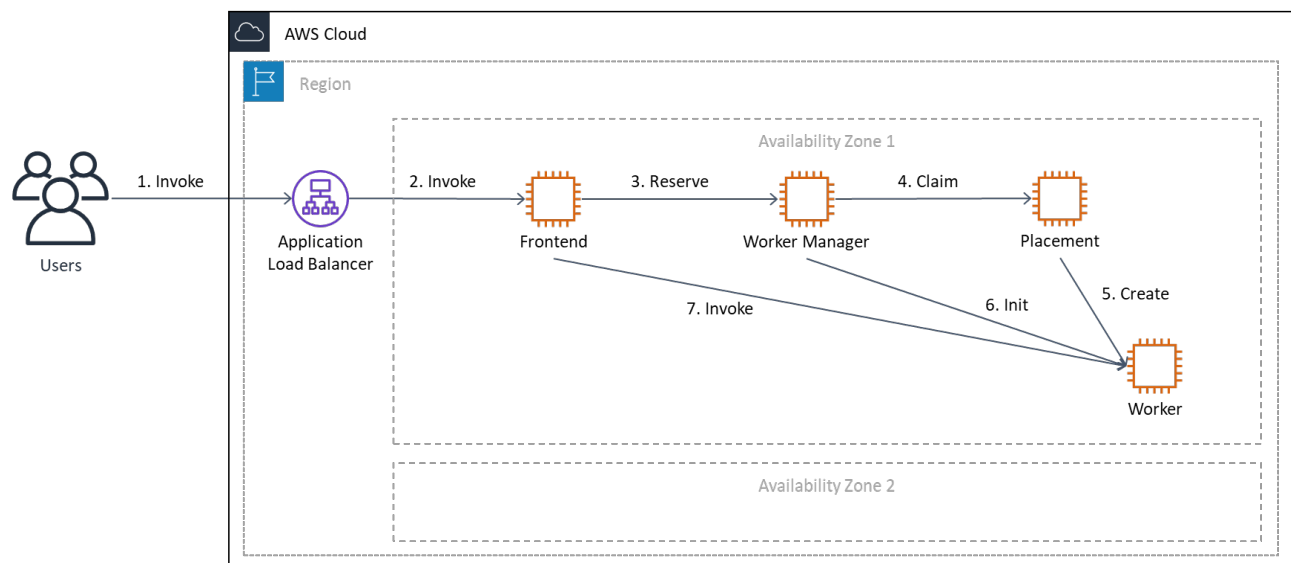 AWS Cloud
Region
Availability Zone 1
1. Invoke
2. Invoke
3. Reserve
4. Claim
Users
Application
Load Balancer
Frontend
Worker Manager
Placement
7. Invoke
6. Init
5. Create
Worker
Availability Zone 2